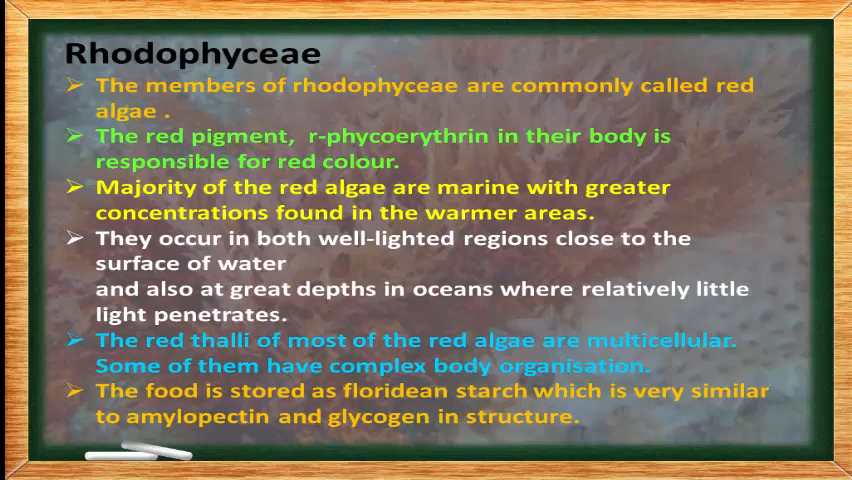 Rhodophyceae
➢ The members of rhodophyceae are commonly called red
algae .
➢ The red pigment, r-phycoerythrin in their body is
responsible for red colour.
➢ Majority of the red algae are marine with greater
concentrations found in the warmer areas.
➢ They occur in both well-lighted regions close to the
surface of water
and also at great depths in oceans where relatively little
light penetrates.
➢ The red thalli of most of the red algae are multicellular.
Some of them have complex body organisation.
➢ The food is stored as floridean starch which is very similar
to amylopectin and glycogen in structure.